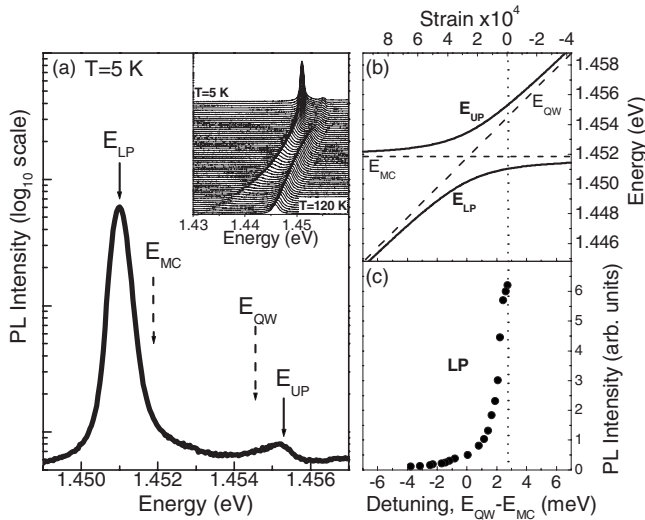 (a) T=5 K
PL Intensity (log10 scale)
ELP
EMC
EQW
EUP
1.450 1.452 1.454 1.456
Energy (eV)
T=5 K
T=120 K
1.43 1.44 1.45
Energy (eV)
Strain x10⁴
8 6 4 2 0 -2 -4
(b)
EUP
EQW
EMC
ELP
1.458
1.456
1.454
1.452
1.450
1.448
1.446
Energy (eV)
(c)
LP
6
5
4
3
2
1
0
PL Intensity (arb. units)
-6 -4 -2 0 2 4 6
Detuning, EQW-EMC (meV)